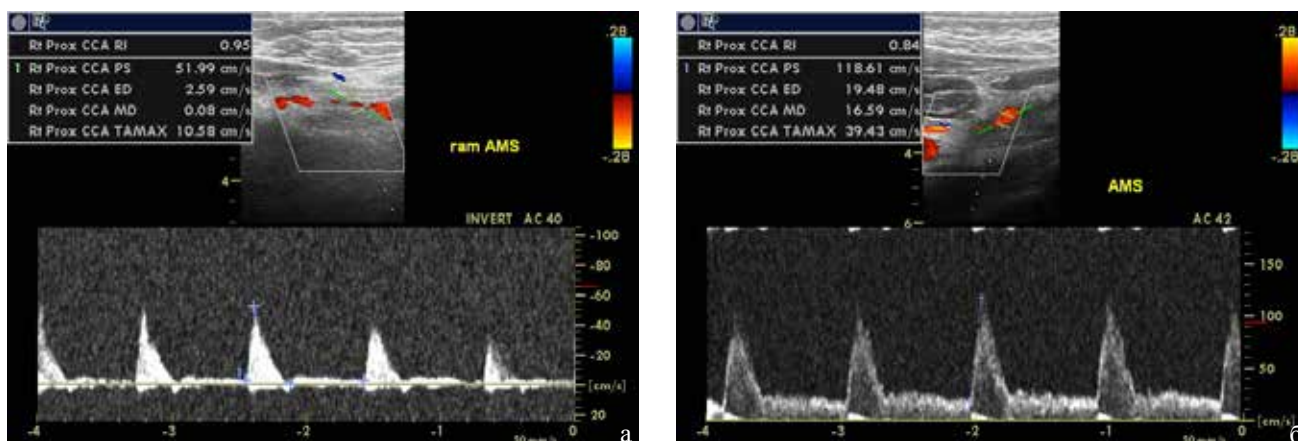 Rt Prox CCA RI 0.95
1 Rt Prox CCA PS 51.99 cm/s
Rt Prox CCA ED 2.59 cm/s
Rt Prox CCA MD 0.08 cm/s
Rt Prox CCA TAMAX 10.58 cm/s
.28
-.28
ram AMS
4
INVERT AC 40
-100
-80
-60
-40
-20
[cm/s]
20
-4 -3 -2 -1 0
а
Rt Prox CCA RI 0.84
1 Rt Prox CCA PS 118.61 cm/s
Rt Prox CCA ED 19.48 cm/s
Rt Prox CCA MD 16.59 cm/s
Rt Prox CCA TAMAX 39.43 cm/s
.28
-.28
4
AMS
6
AC 42
150
100
50
[cm/s]
-4 -3 -2 -1 0
б